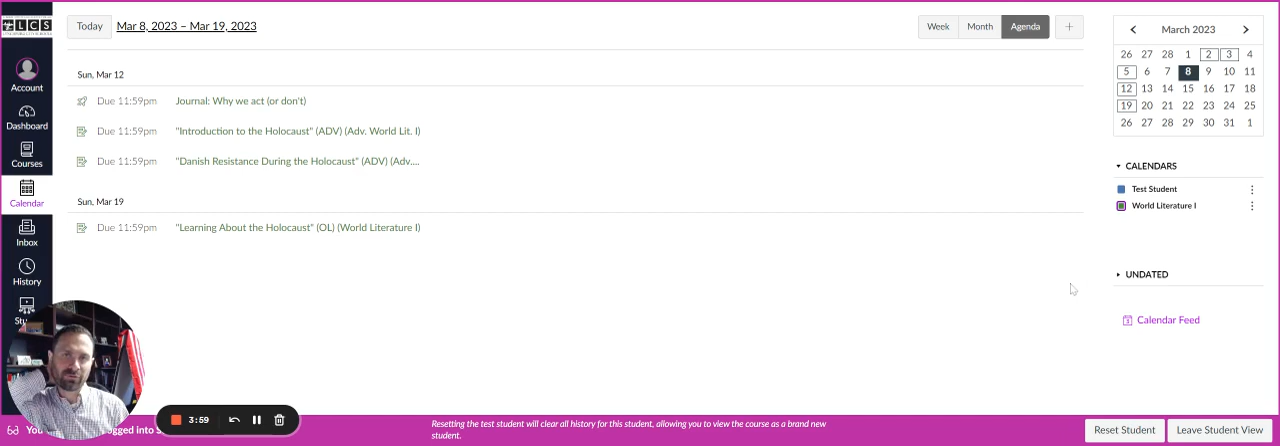 LCS
Account
Dashboard
Courses
Calendar
Inbox
History
Today
Mar 8, 2023 – Mar 19, 2023
Week
Month
Agenda
+
Sun, Mar 12
Due 11:59pm Journal: Why we act (or don't)
Due 11:59pm "Introduction to the Holocaust" (ADV) (Adv. World Lit. I)
Due 11:59pm "Danish Resistance During the Holocaust" (ADV) (Adv....
Sun, Mar 19
Due 11:59pm "Learning About the Holocaust" (OL) (World Literature I)
March 2023
26 27 28 1 2 3 4
5 6 7 8 9 10 11
12 13 14 15 16 17 18
19 20 21 22 23 24 25
26 27 28 29 30 31 1
CALENDARS
Test Student
World Literature I
UNDATED
Calendar Feed
3:59
logged into
Resetting the test student will clear all history for this student, allowing you to view the course as a brand new
student.
Reset Student
Leave Student View